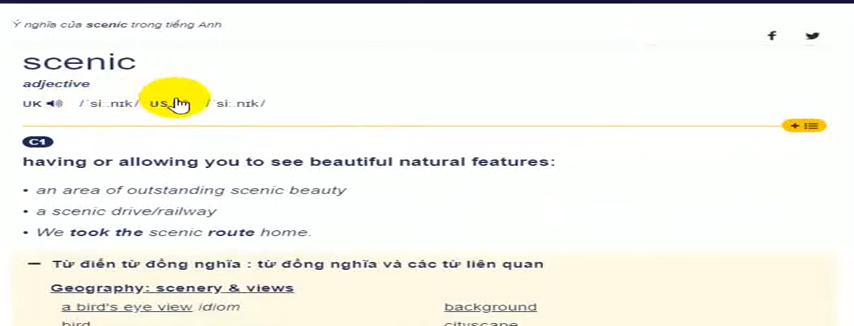 Ý nghĩa của scenic trong tiếng Anh
scenic
adjective
UK /ˈsiː.nɪk/ US /ˈsiː.nɪk/
C1
having or allowing you to see beautiful natural features:
• an area of outstanding scenic beauty
• a scenic drive/railway
• We took the scenic route home.
− Từ điển từ đồng nghĩa : từ đồng nghĩa và các từ liên quan
Geography: scenery & views
a bird's eye view idiom background
bird cityscape